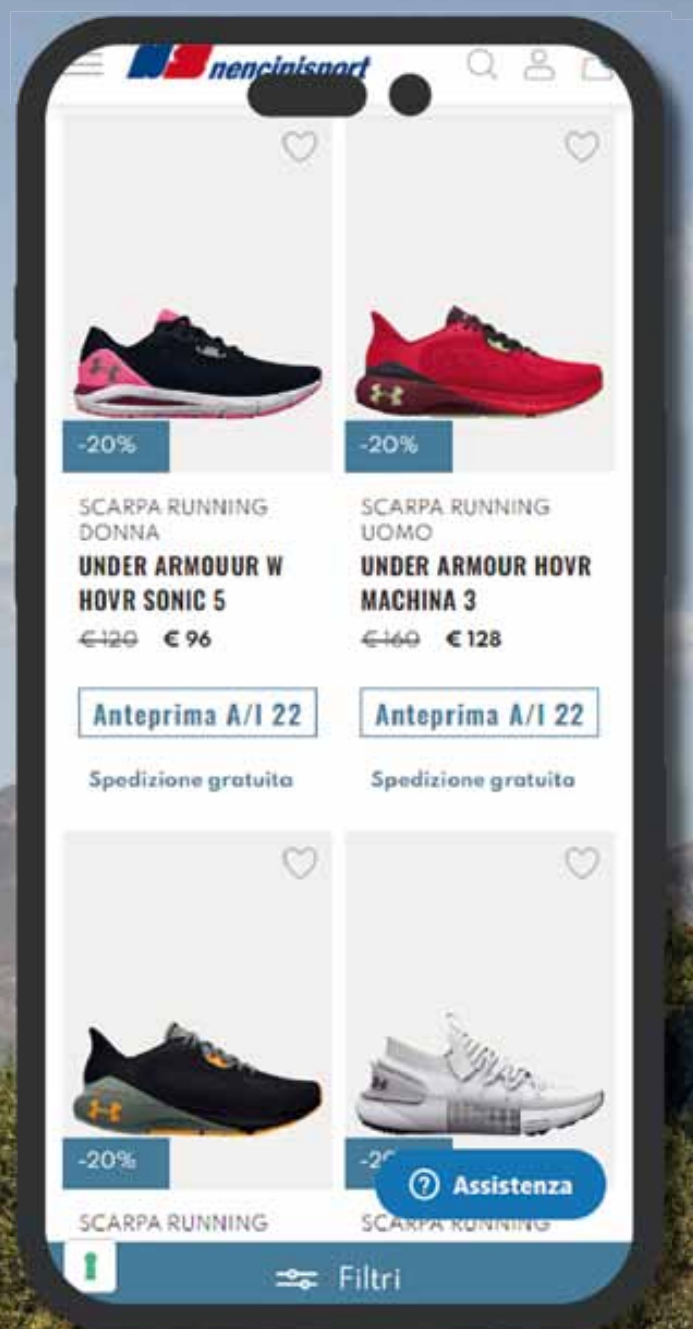 nencinisport
-20%
-20%
SCARPA RUNNING
DONNA
UNDER ARMOUUR W
HOVR SONIC 5
€ 120 € 96
SCARPA RUNNING
UOMO
UNDER ARMOUR HOVR
MACHINA 3
€ 160 € 128
Anteprima A/I 22
Anteprima A/I 22
Spedizione gratuita
Spedizione gratuita
-20%
-2
Assistenza
SCARPA RUNNING
SCARPA RUNNING
Filtri